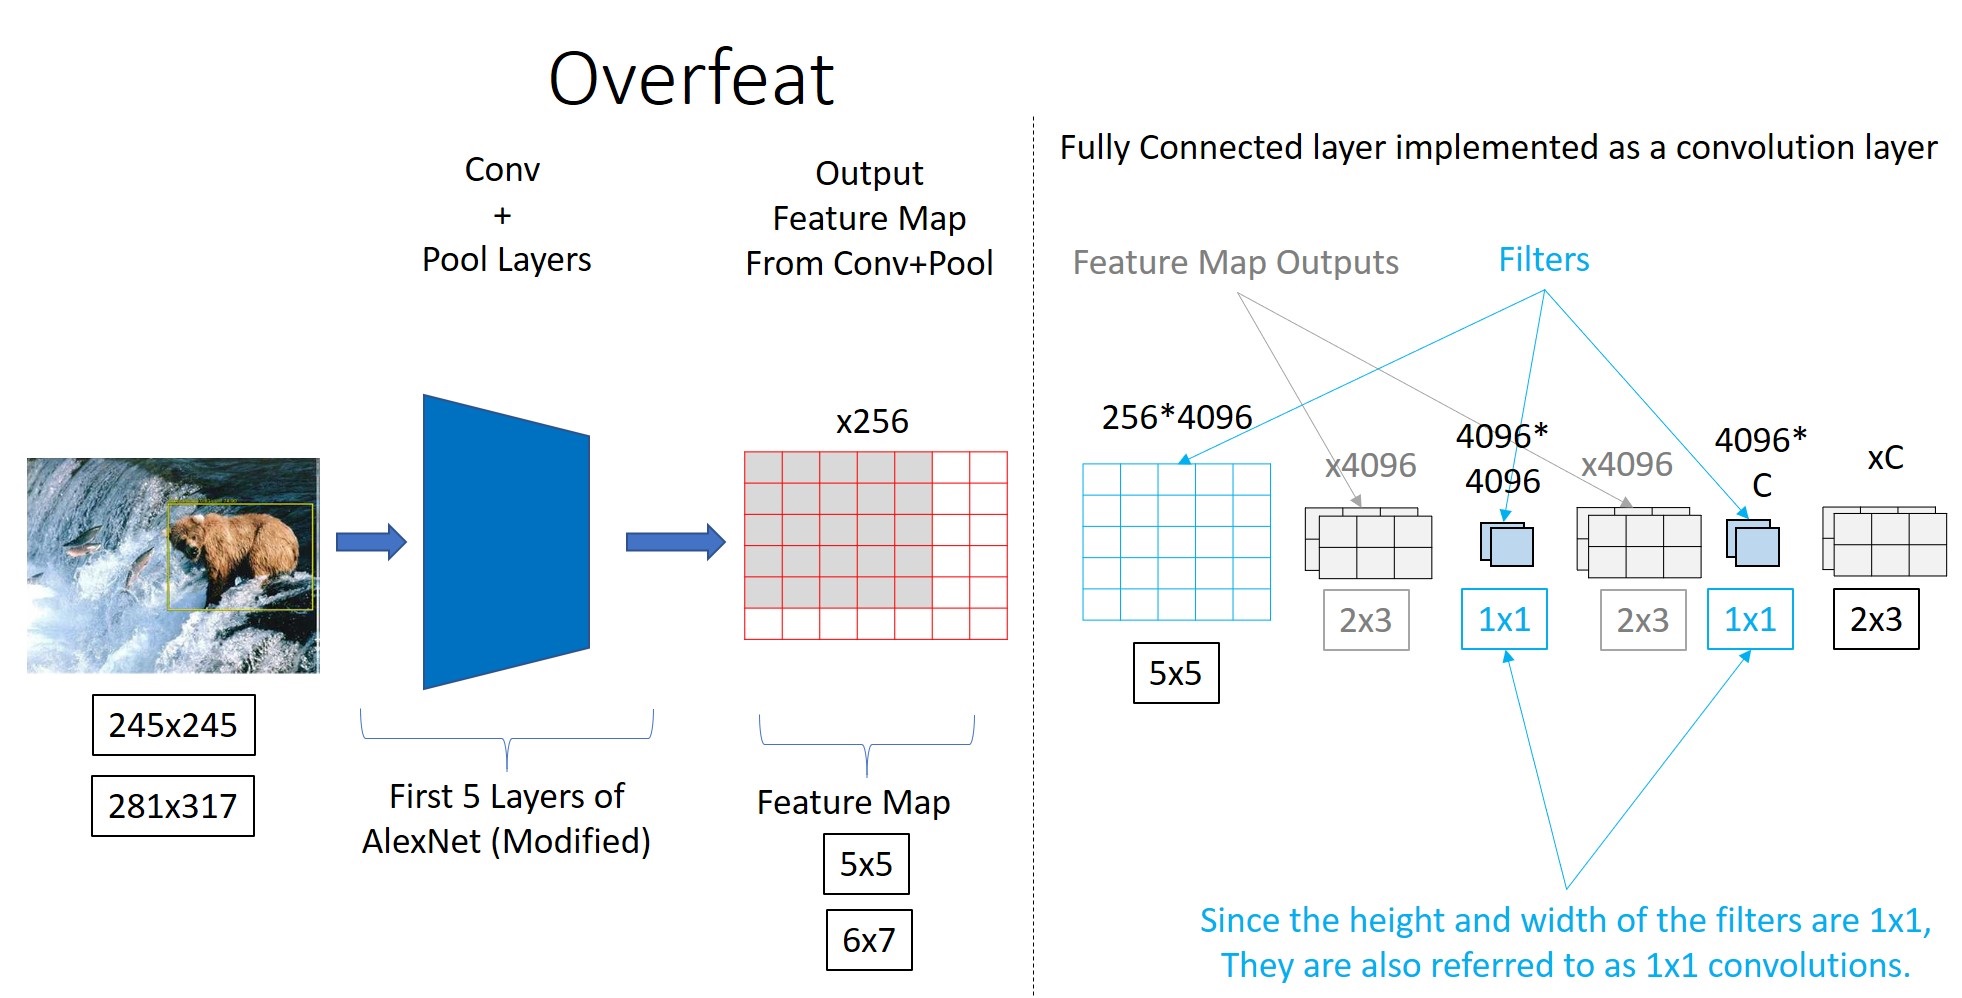 Overfeat
Conv
+
Pool Layers
Output
Feature Map
From Conv+Pool
x256
245x245
281x317
First 5 Layers of
AlexNet (Modified)
Feature Map
5x5
6x7
Fully Connected layer implemented as a convolution layer
Feature Map Outputs
Filters
256*4096
x4096
4096*
4096
x4096
4096*
C
xC
5x5
2x3
1x1
2x3
1x1
2x3
Since the height and width of the filters are 1x1,
They are also referred to as 1x1 convolutions.